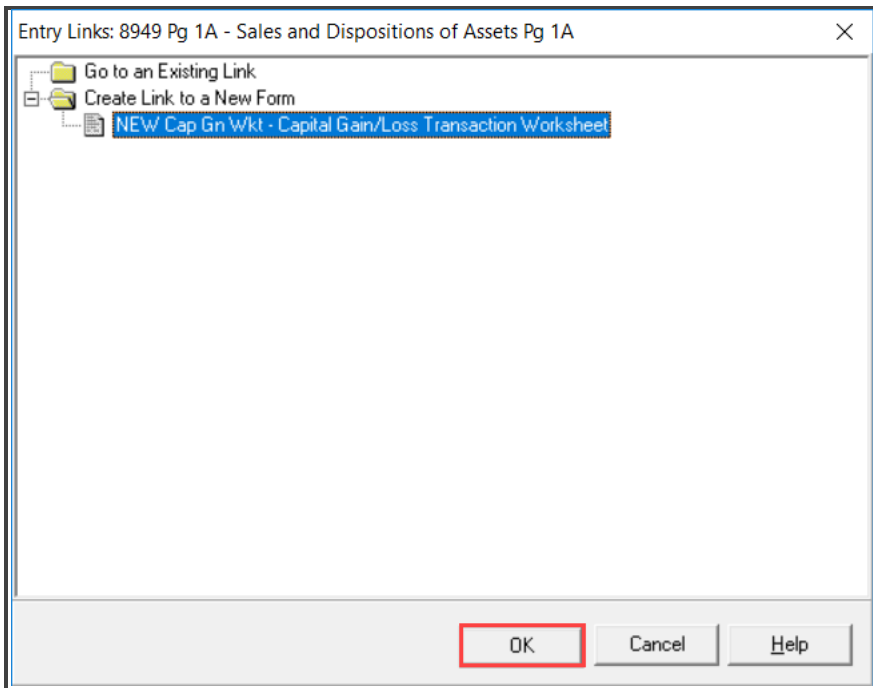 Entry Links: 8949 Pg 1A - Sales and Dispositions of Assets Pg 1A
Go to an Existing Link
Create Link to a New Form
NEW Cap Gn Wkt - Capital Gain/Loss Transaction Worksheet
OK Cancel Help